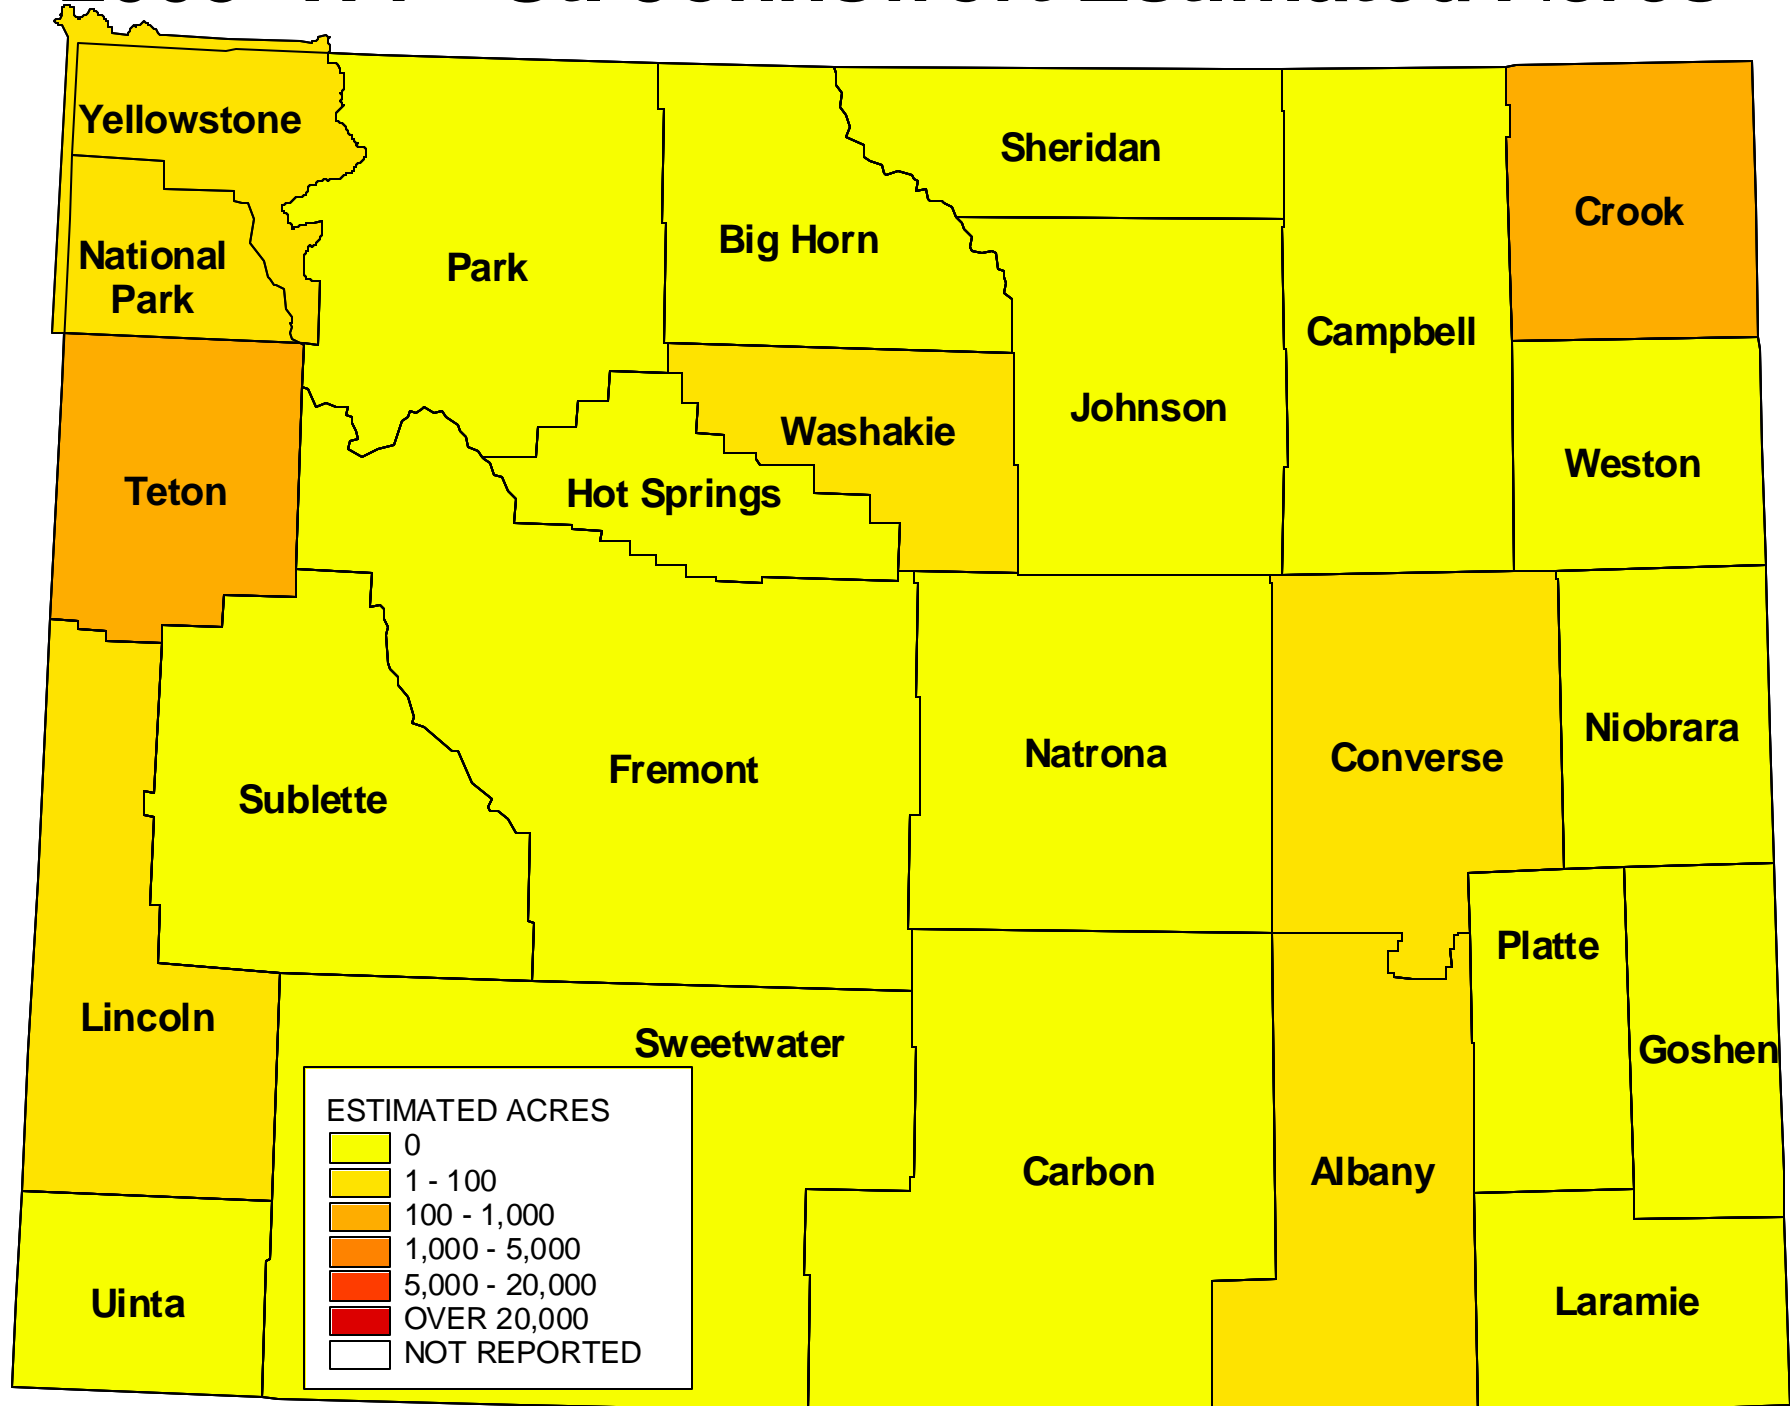 Estimated Acres
Yellowstone
National
Park
Park
Big Horn
Sheridan
Crook
Campbell
Johnson
Washakie
Hot Springs
Teton
Weston
Sublette
Fremont
Natrona
Converse
Niobrara
Platte
Lincoln
Sweetwater
Goshen
Carbon
Albany
Uinta
Laramie
ESTIMATED ACRES
0
1 - 100
100 - 1,000
1,000 - 5,000
5,000 - 20,000
OVER 20,000
NOT REPORTED